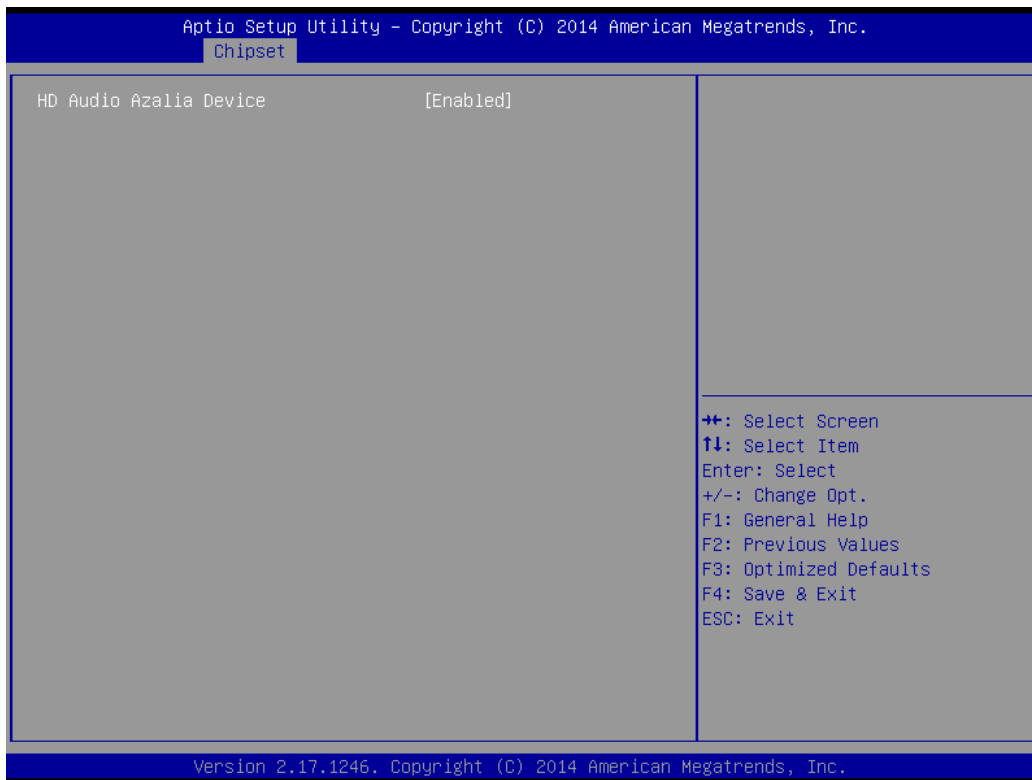 Aptio Setup Utility – Copyright (C) 2014 American Megatrends, Inc.
Chipset
HD Audio Azalia Device [Enabled]
→←: Select Screen
↑↓: Select Item
Enter: Select
+/-: Change Opt.
F1: General Help
F2: Previous Values
F3: Optimized Defaults
F4: Save & Exit
ESC: Exit
Version 2.17.1246. Copyright (C) 2014 American Megatrends, Inc.